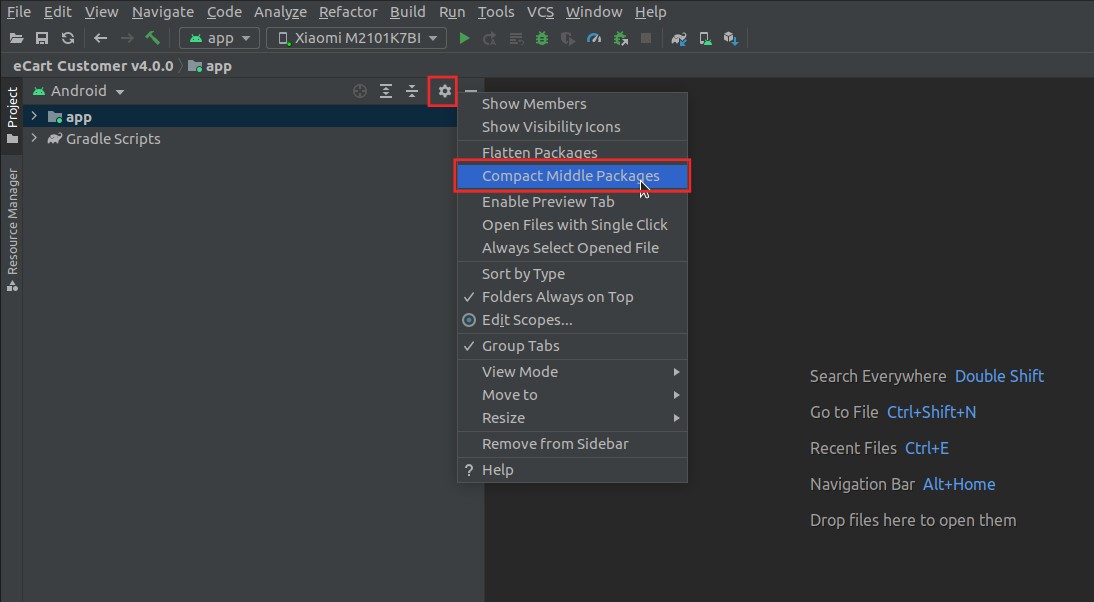 File Edit View Navigate Code Analyze Refactor Build Run Tools VCS Window Help
app Xiaomi M2101K7BI
eCart Customer v4.0.0 app
Project
Resource Manager
Android
app
Gradle Scripts
Show Members
Show Visibility Icons
Flatten Packages
Compact Middle Packages
Enable Preview Tab
Open Files with Single Click
Always Select Opened File
Sort by Type
Folders Always on Top
Edit Scopes...
Group Tabs
View Mode
Move to
Resize
Remove from Sidebar
? Help
Search Everywhere Double Shift
Go to File Ctrl+Shift+N
Recent Files Ctrl+E
Navigation Bar Alt+Home
Drop files here to open them